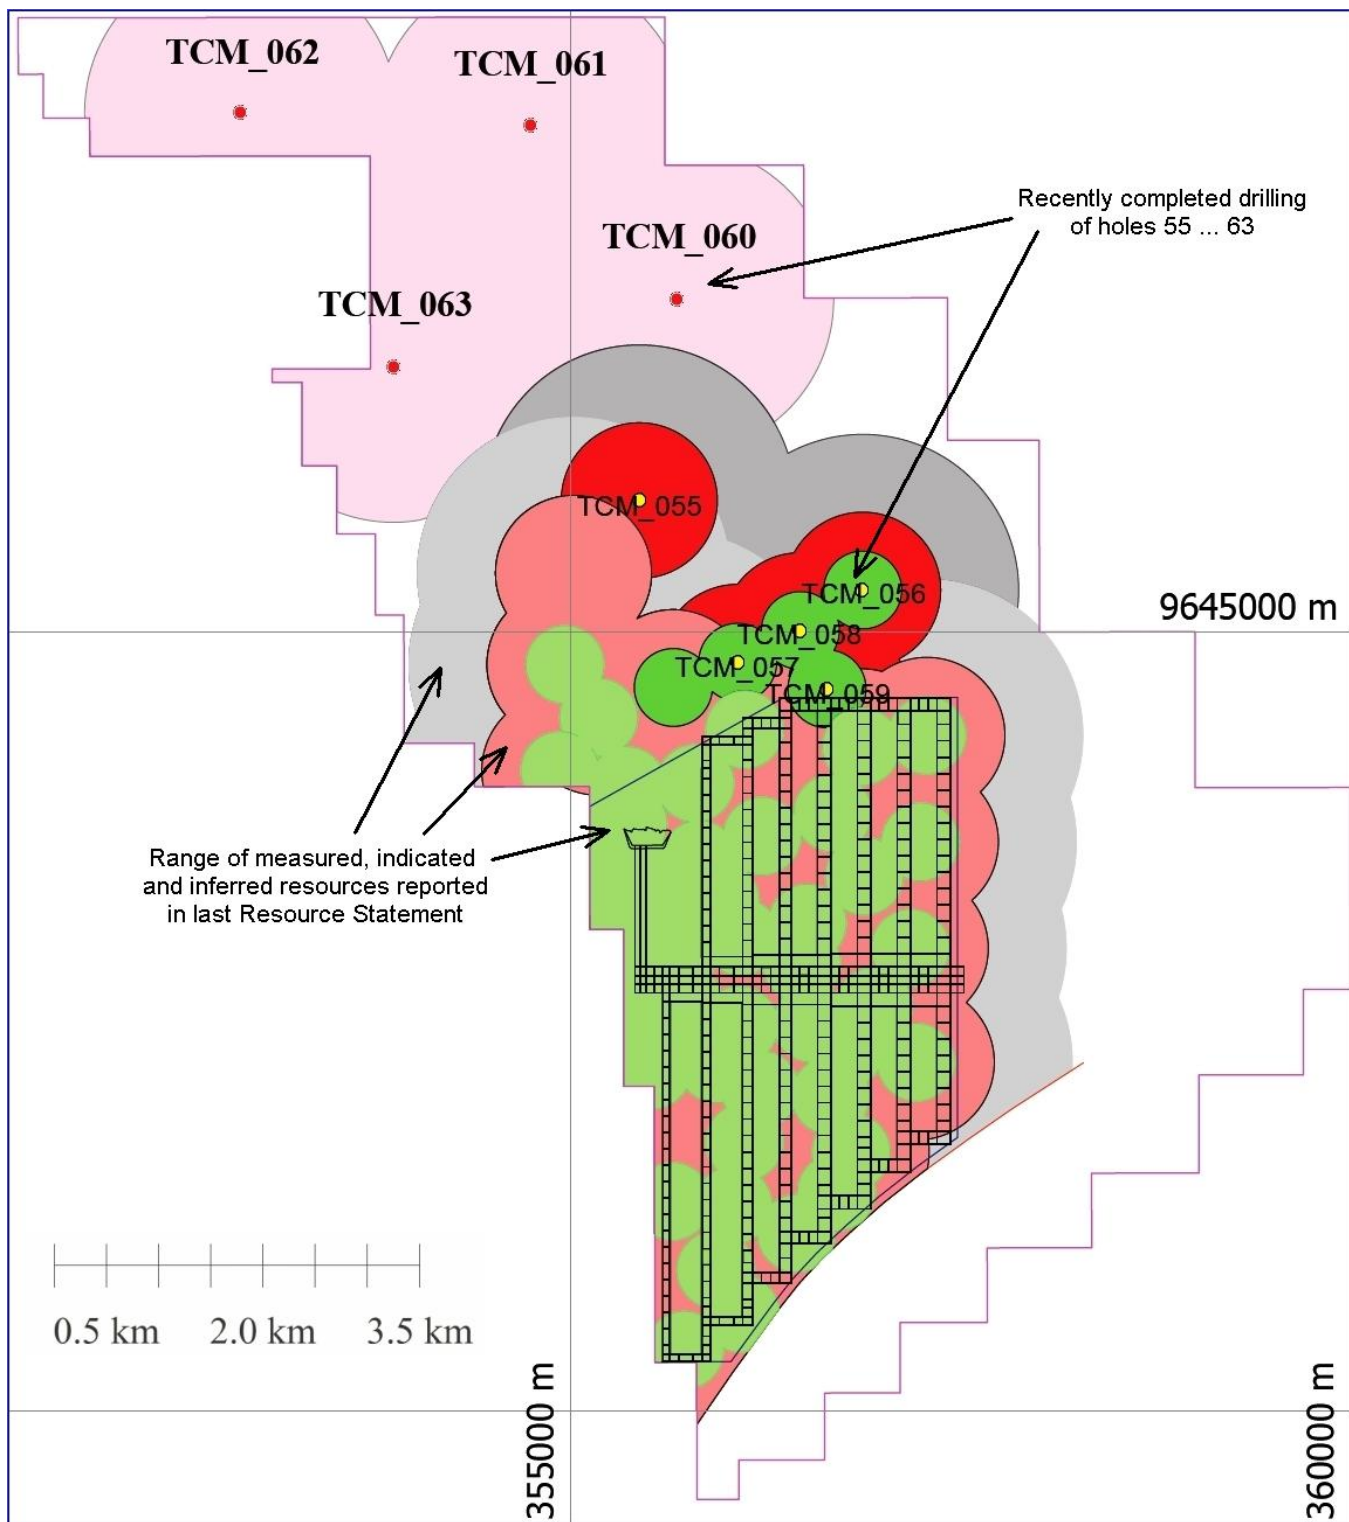 TCM_062
TCM_061
Recently completed drilling
of holes 55 ... 63
TCM_060
TCM_063
TCM_055
TCM_056
9645000 m
TCM_058
TCM_057
TCM_059
Range of measured, indicated
and inferred resources reported
in last Resource Statement
0.5 km 2.0 km 3.5 km
355000 m
360000 m